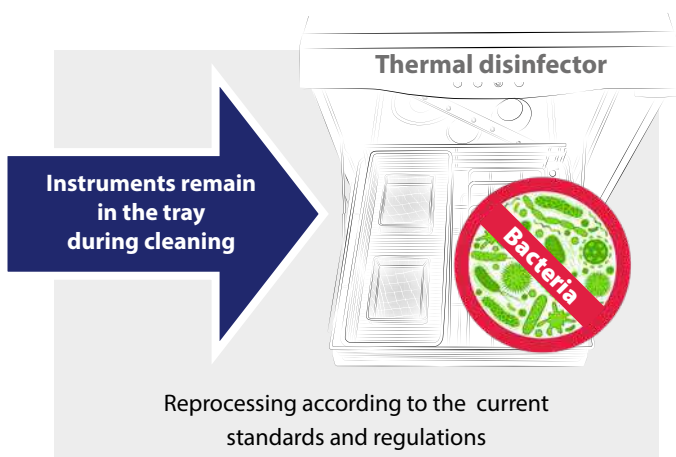 Thermal disinfector
Instruments remain
in the tray
during cleaning
Bacteria
Reprocessing according to the current
standards and regulations